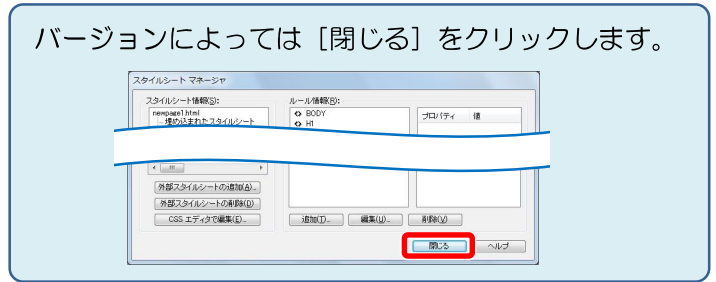 バージョンによっては［閉じる］をクリックします。
スタイルシート マネージャ
スタイルシート情報(S):
ルール情報(R):
newpage1.html
埋め込まれたスタイルシート
BODY
H1
プロパティ
値
外部スタイルシートの追加(A)...
外部スタイルシートの削除(D)
CSS エディタで編集(E)...
追加(T)...
編集(U)...
削除(V)
閉じる
ヘルプ